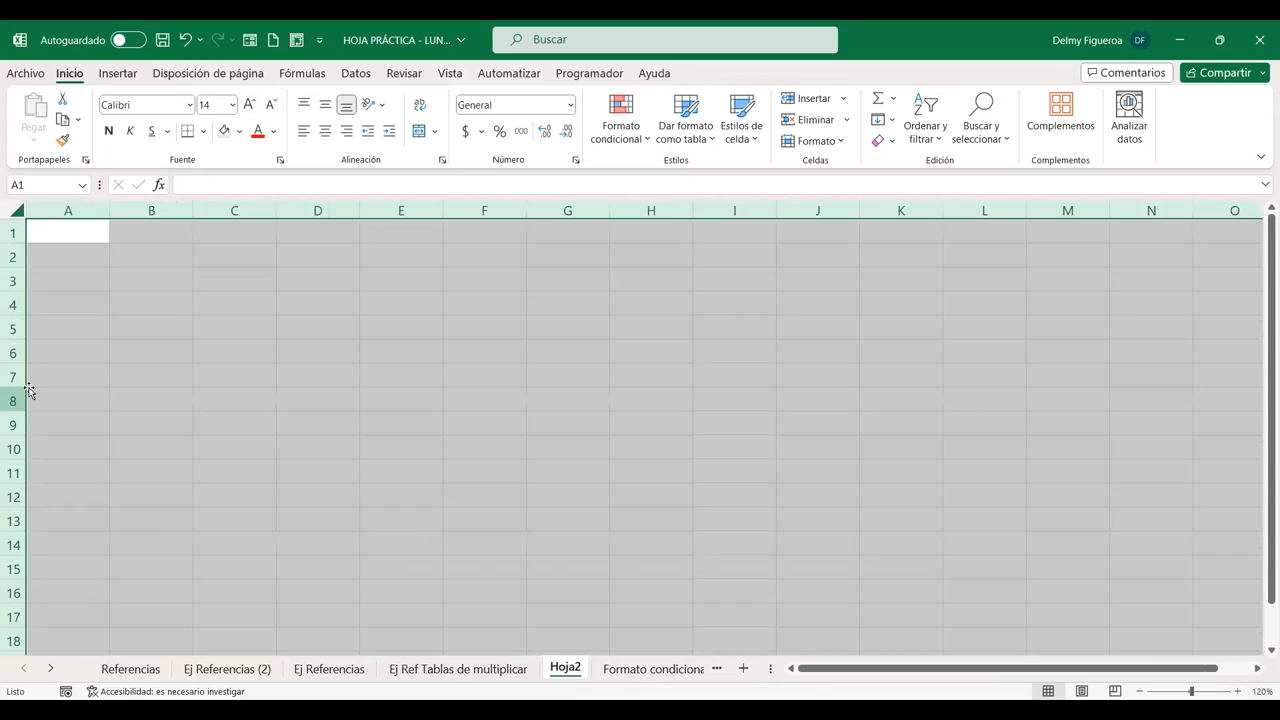 Autoguardado
HOJA PRÁCTICA - LUN...
Buscar
Delmy Figueroa
DF
Archivo Inicio Insertar Disposición de página Fórmulas Datos Revisar Vista Automatizar Programador Ayuda
Comentarios
Compartir
Pegar
Portapapeles
Calibri 14
N K S
Fuente
Alineación
General
$ % 000
Número
Formato condicional
Dar formato como tabla
Estilos de celda
Estilos
Insertar
Eliminar
Formato
Celdas
Ordenar y filtrar
Buscar y seleccionar
Edición
Complementos
Complementos
Analizar datos
A1
fx
A B C D E F G H I J K L M N O
1
2
3
4
5
6
7
8
9
10
11
12
13
14
15
16
17
18
Referencias Ej Referencias (2) Ej Referencias Ej Ref Tablas de multiplicar Hoja2 Formato condiciona ...
Listo
Accesibilidad: es necesario investigar
120%